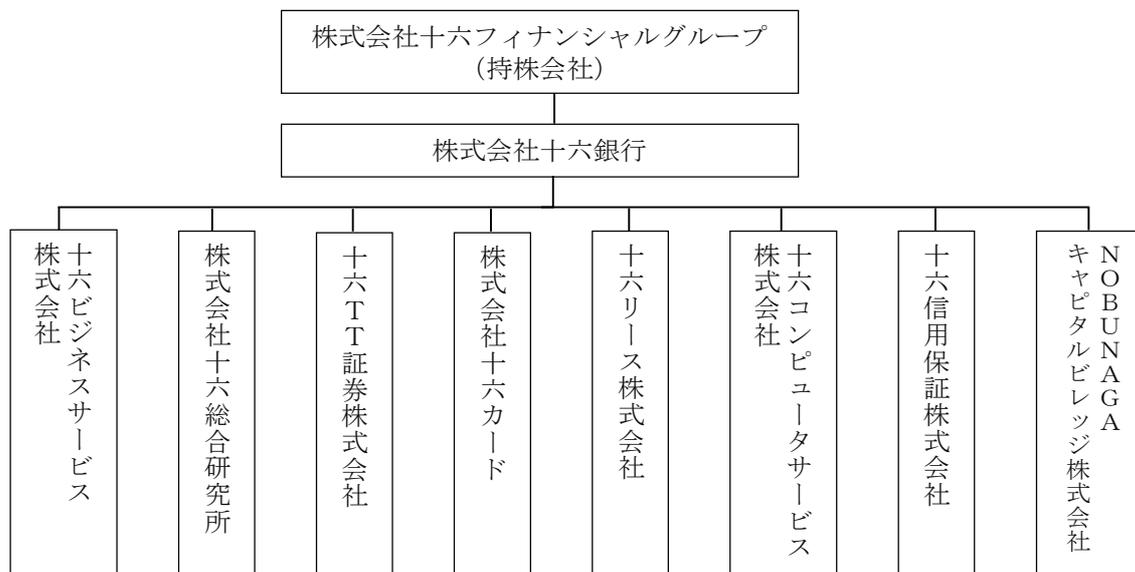 株式会社十六フィナンシャルグループ
（持株会社）
株式会社十六銀行
十六ビジネスサービス
株式会社
株式会社十六総合研究所
十六ＴＴ証券株式会社
株式会社十六カード
十六リース株式会社
十六コンピュータサービス
株式会社
十六信用保証株式会社
ＮＯＢＵＮＡＧＡ
キャピタルビレッジ株式会社